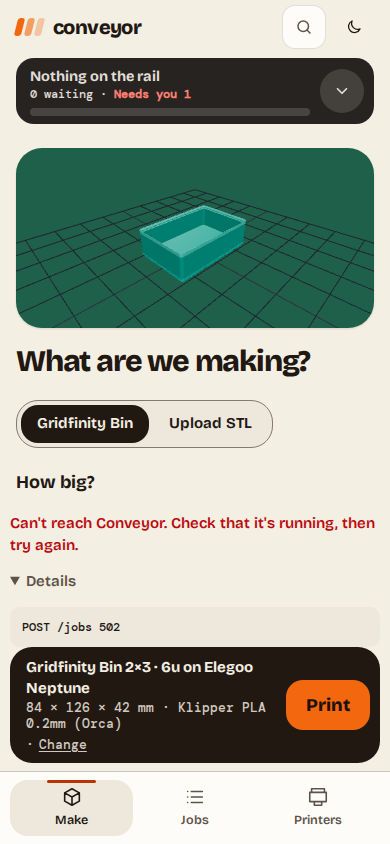 conveyor
Nothing on the rail
0 waiting · Needs you 1
What are we making?
Gridfinity Bin
Upload STL
How big?
Can't reach Conveyor. Check that it's running, then
try again.
▼ Details
POST /jobs 502
Gridfinity Bin 2×3 · 6u on Elegoo
Neptune
84 × 126 × 42 mm · Klipper PLA
0.2mm (Orca)
· Change
Print
Make
Jobs
Printers